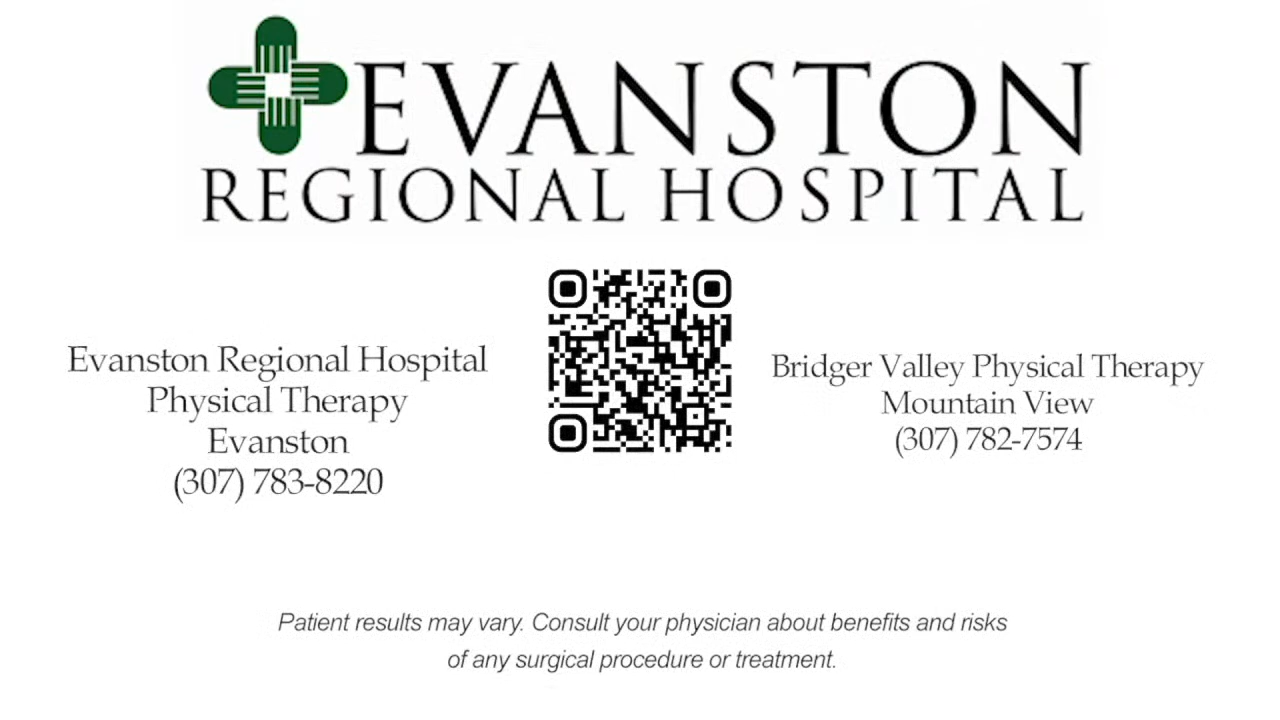 EVANSTON
REGIONAL HOSPITAL
Evanston Regional Hospital
Physical Therapy
Evanston
(307) 783-8220
Bridger Valley Physical Therapy
Mountain View
(307) 782-7574
Patient results may vary. Consult your physician about benefits and risks
of any surgical procedure or treatment.